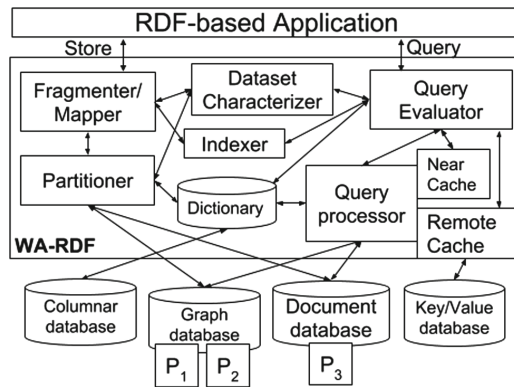 RDF-based Application
Store
Query
Fragmenter/
Mapper
Dataset
Characterizer
Query
Evaluator
Indexer
Partitioner
Dictionary
Query
processor
Near
Cache
Remote
Cache
WA-RDF
Columnar
database
Graph
database
Document
database
Key/Value
database
P1
P2
P3